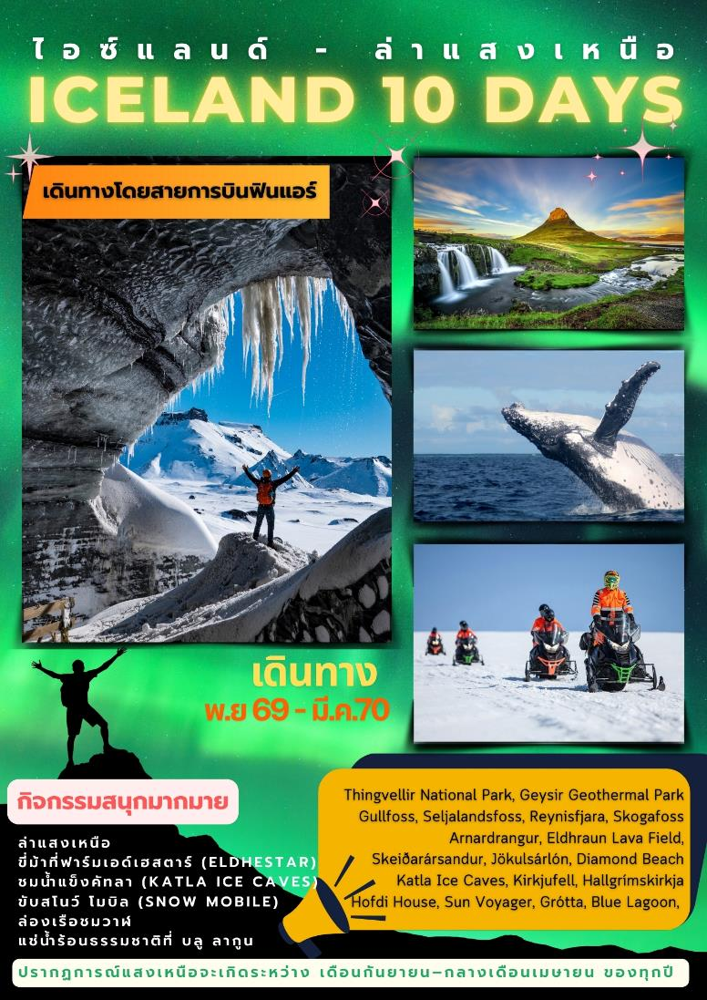 ไอซ์แลนด์ - ล่าแสงเหนือ
ICELAND 10 DAYS
เดินทางโดยสายการบินฟินแอร์
เดินทาง
พ.ย 69 - มี.ค.70
กิจกรรมสนุกมากมาย
ล่าแสงเหนือ
ขี่ม้าที่ฟาร์มเอด์เฮสตาร์ (ELDHESTAR)
ชมน้ำแข็งคัทลา (KATLA ICE CAVES)
ขับสโนว์ โมบิล (SNOW MOBILE)
ล่องเรือชมวาฬ
แช่น้ำร้อนธรรมชาติที่ บลู ลากูน
Thingvellir National Park, Geysir Geothermal Park
Gullfoss, Seljalandsfoss, Reynisfjara, Skogafoss
Arnardrangur, Eldhraun Lava Field,
Skeiðarársandur, Jökulsárlón, Diamond Beach
Katla Ice Caves, Kirkjufell, Hallgrímskirkja
Hofdi House, Sun Voyager, Grótta, Blue Lagoon,
ปรากฏการณ์แสงเหนือจะเกิดระหว่าง เดือนกันยายน–กลางเดือนเมษายน ของทุกปี